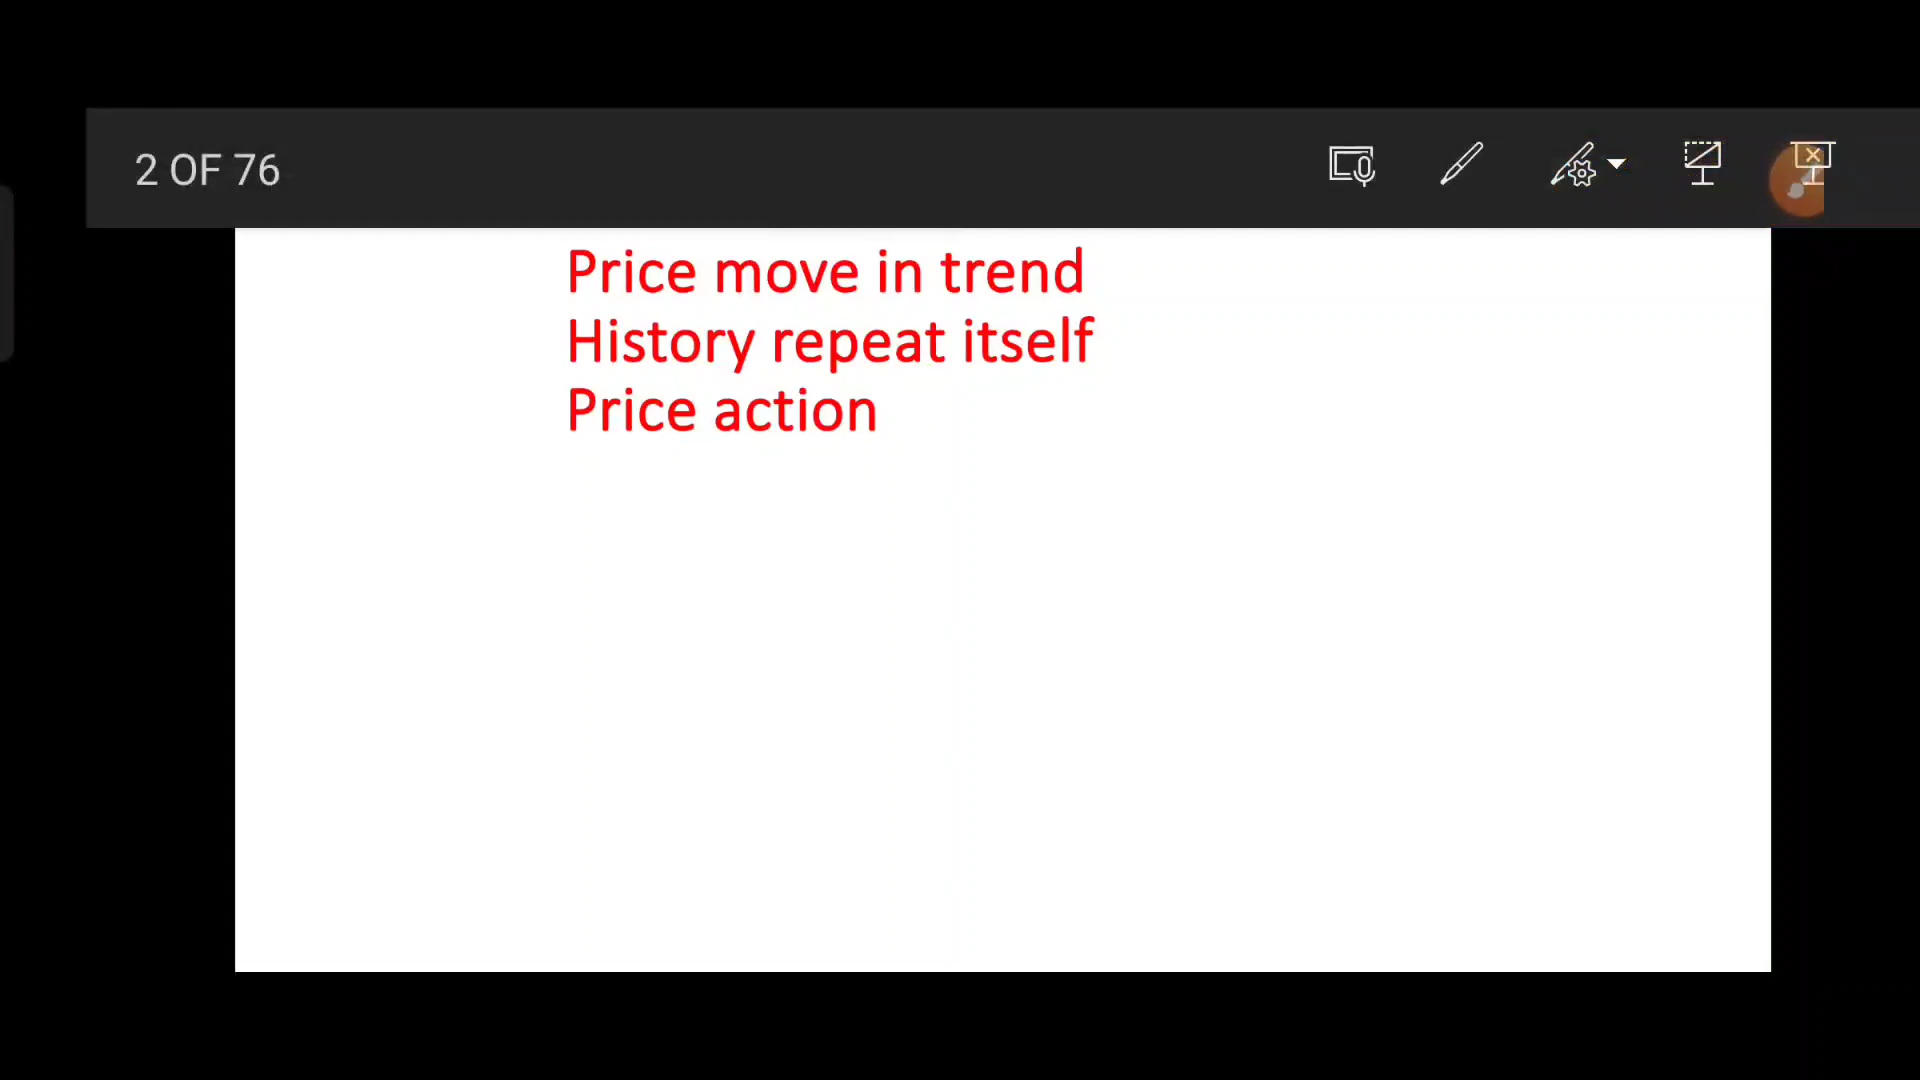 2 OF 76
Price move in trend
History repeat itself
Price action